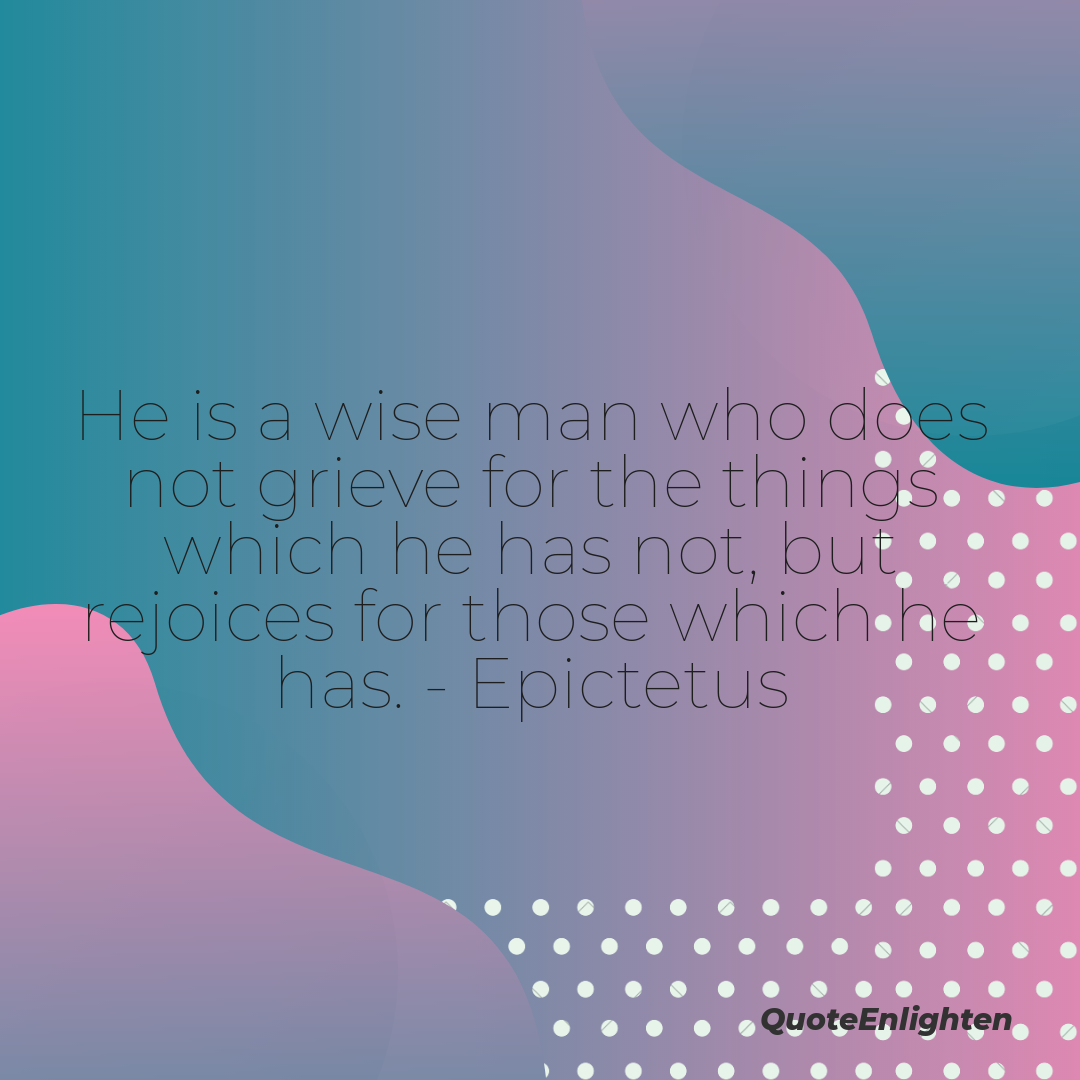 He is a wise man who does
not grieve for the things
which he has not, but
rejoices for those which he
has. - Epictetus
QuoteEnlighten